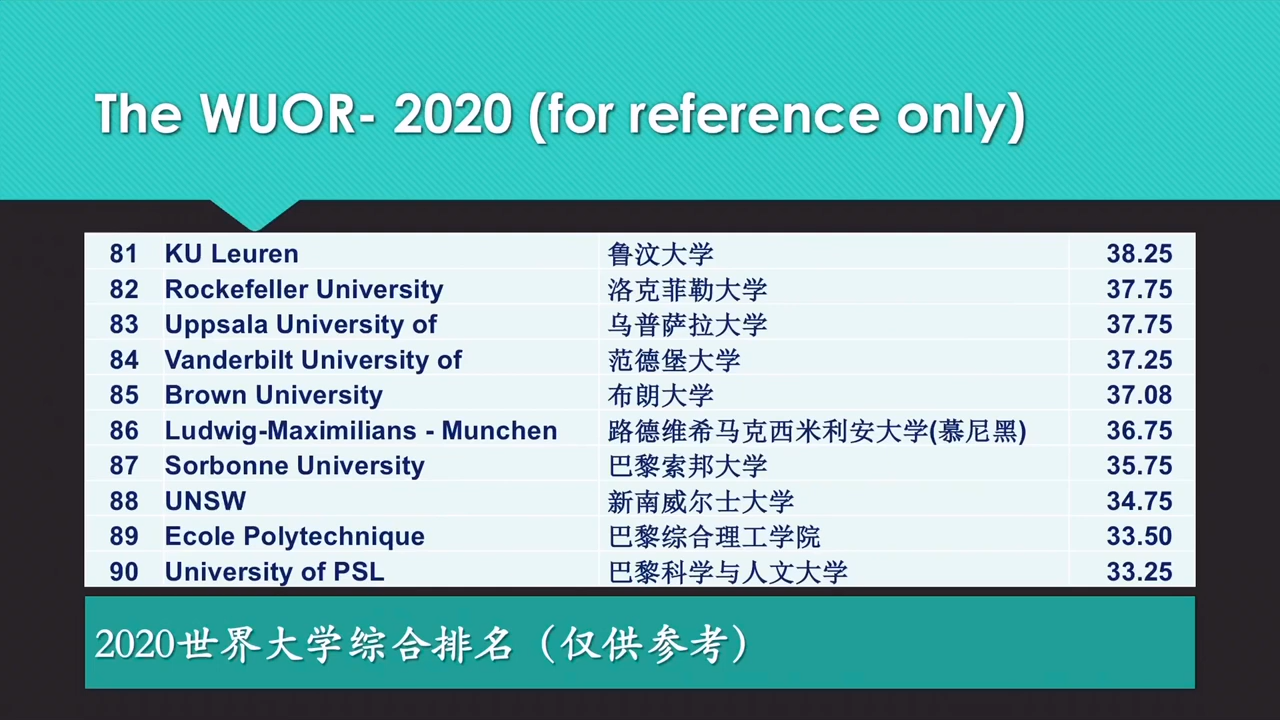 The WUOR- 2020 (for reference only)
81 KU Leuren 鲁汶大学 38.25
82 Rockefeller University 洛克菲勒大学 37.75
83 Uppsala University of 乌普萨拉大学 37.75
84 Vanderbilt University of 范德堡大学 37.25
85 Brown University 布朗大学 37.08
86 Ludwig-Maximilians - Munchen 路德维希马克西米利安大学(慕尼黑) 36.75
87 Sorbonne University 巴黎索邦大学 35.75
88 UNSW 新南威尔士大学 34.75
89 Ecole Polytechnique 巴黎综合理工学院 33.50
90 University of PSL 巴黎科学与人文大学 33.25
2020世界大学综合排名（仅供参考）